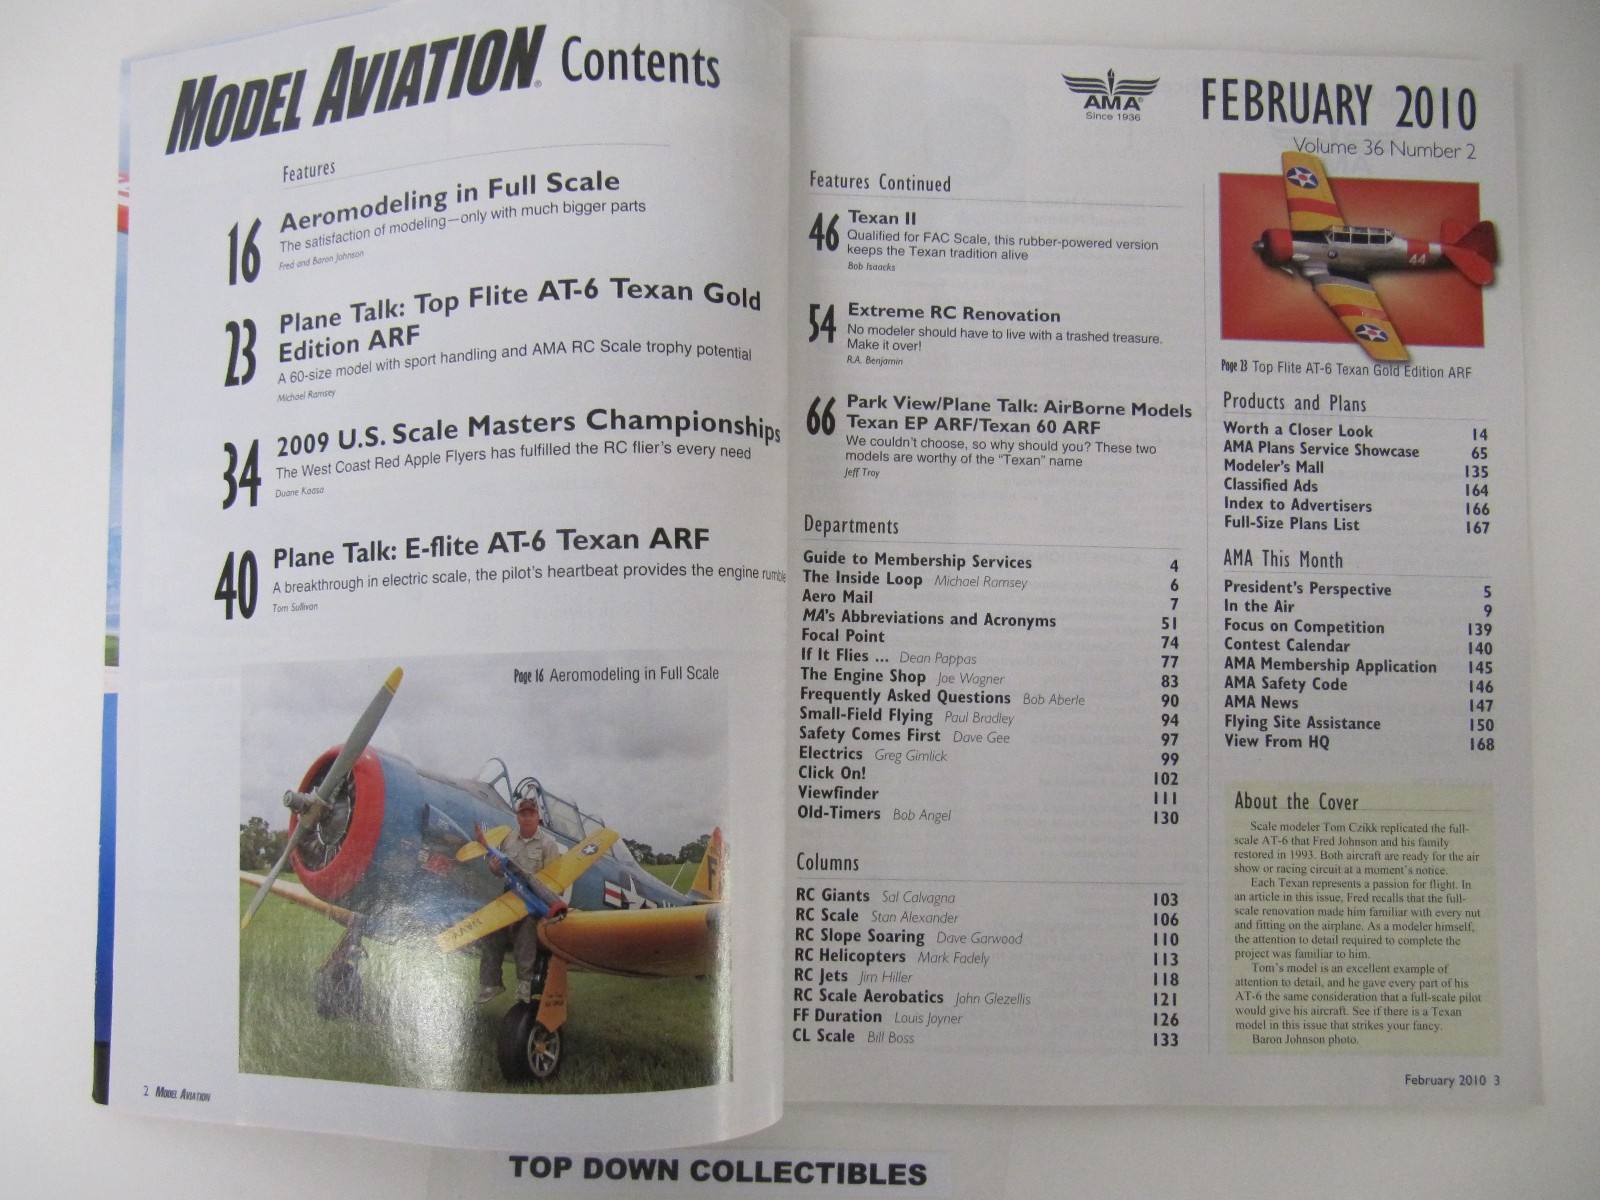 MODEL AVIATION® Contents
Features
16
Aeromodeling in Full Scale
The satisfaction of modeling—only with much bigger parts
Fred and Baron Johnson
23
Plane Talk: Top Flite AT-6 Texan Gold
Edition ARF
A 60-size model with sport handling and AMA RC Scale trophy potential
Michael Ramsey
34
2009 U.S. Scale Masters Championships
The West Coast Red Apple Flyers has fulfilled the RC flier's every need
Duane Kaasa
40
Plane Talk: E-flite AT-6 Texan ARF
A breakthrough in electric scale, the pilot's heartbeat provides the engine rumble
Tom Sullivan
Page 16 Aeromodeling in Full Scale
NAVY
2 MODEL AVIATION
AMA
Since 1936
FEBRUARY 2010
Volume 36 Number 2
Features Continued
46
Texan II
Qualified for FAC Scale, this rubber-powered version
keeps the Texan tradition alive
Bob Isaacks
54
Extreme RC Renovation
No modeler should have to live with a trashed treasure.
Make it over!
R.A. Benjamin
66
Park View/Plane Talk: AirBorne Models
Texan EP ARF/Texan 60 ARF
We couldn't choose, so why should you? These two
models are worthy of the "Texan" name
Jeff Troy
Departments
Guide to Membership Services 4
The Inside Loop Michael Ramsey 6
Aero Mail 7
MA's Abbreviations and Acronyms 51
Focal Point 74
If It Flies ... Dean Pappas 77
The Engine Shop Joe Wagner 83
Frequently Asked Questions Bob Aberle 90
Small-Field Flying Paul Bradley 94
Safety Comes First Dave Gee 97
Electrics Greg Gimlick 99
Click On! 102
Viewfinder 111
Old-Timers Bob Angel 130
Columns
RC Giants Sal Calvagna 103
RC Scale Stan Alexander 106
RC Slope Soaring Dave Garwood 110
RC Helicopters Mark Fadely 113
RC Jets Jim Hiller 118
RC Scale Aerobatics John Glezellis 121
FF Duration Louis Joyner 126
CL Scale Bill Boss 133
44
Page 23 Top Flite AT-6 Texan Gold Edition ARF
Products and Plans
Worth a Closer Look 14
AMA Plans Service Showcase 65
Modeler's Mall 135
Classified Ads 164
Index to Advertisers 166
Full-Size Plans List 167
AMA This Month
President's Perspective 5
In the Air 9
Focus on Competition 139
Contest Calendar 140
AMA Membership Application 145
AMA Safety Code 146
AMA News 147
Flying Site Assistance 150
View From HQ 168
About the Cover
Scale modeler Tom Czikk replicated the full-
scale AT-6 that Fred Johnson and his family
restored in 1993. Both aircraft are ready for the air
show or racing circuit at a moment's notice.
Each Texan represents a passion for flight. In
an article in this issue, Fred recalls that the full-
scale renovation made him familiar with every nut
and fitting on the airplane. As a modeler himself,
the attention to detail required to complete the
project was familiar to him.
Tom's model is an excellent example of
attention to detail, and he gave every part of his
AT-6 the same consideration that a full-scale pilot
would give his aircraft. See if there is a Texan
model in this issue that strikes your fancy.
Baron Johnson photo.
February 2010 3
TOP DOWN COLLECTIBLES